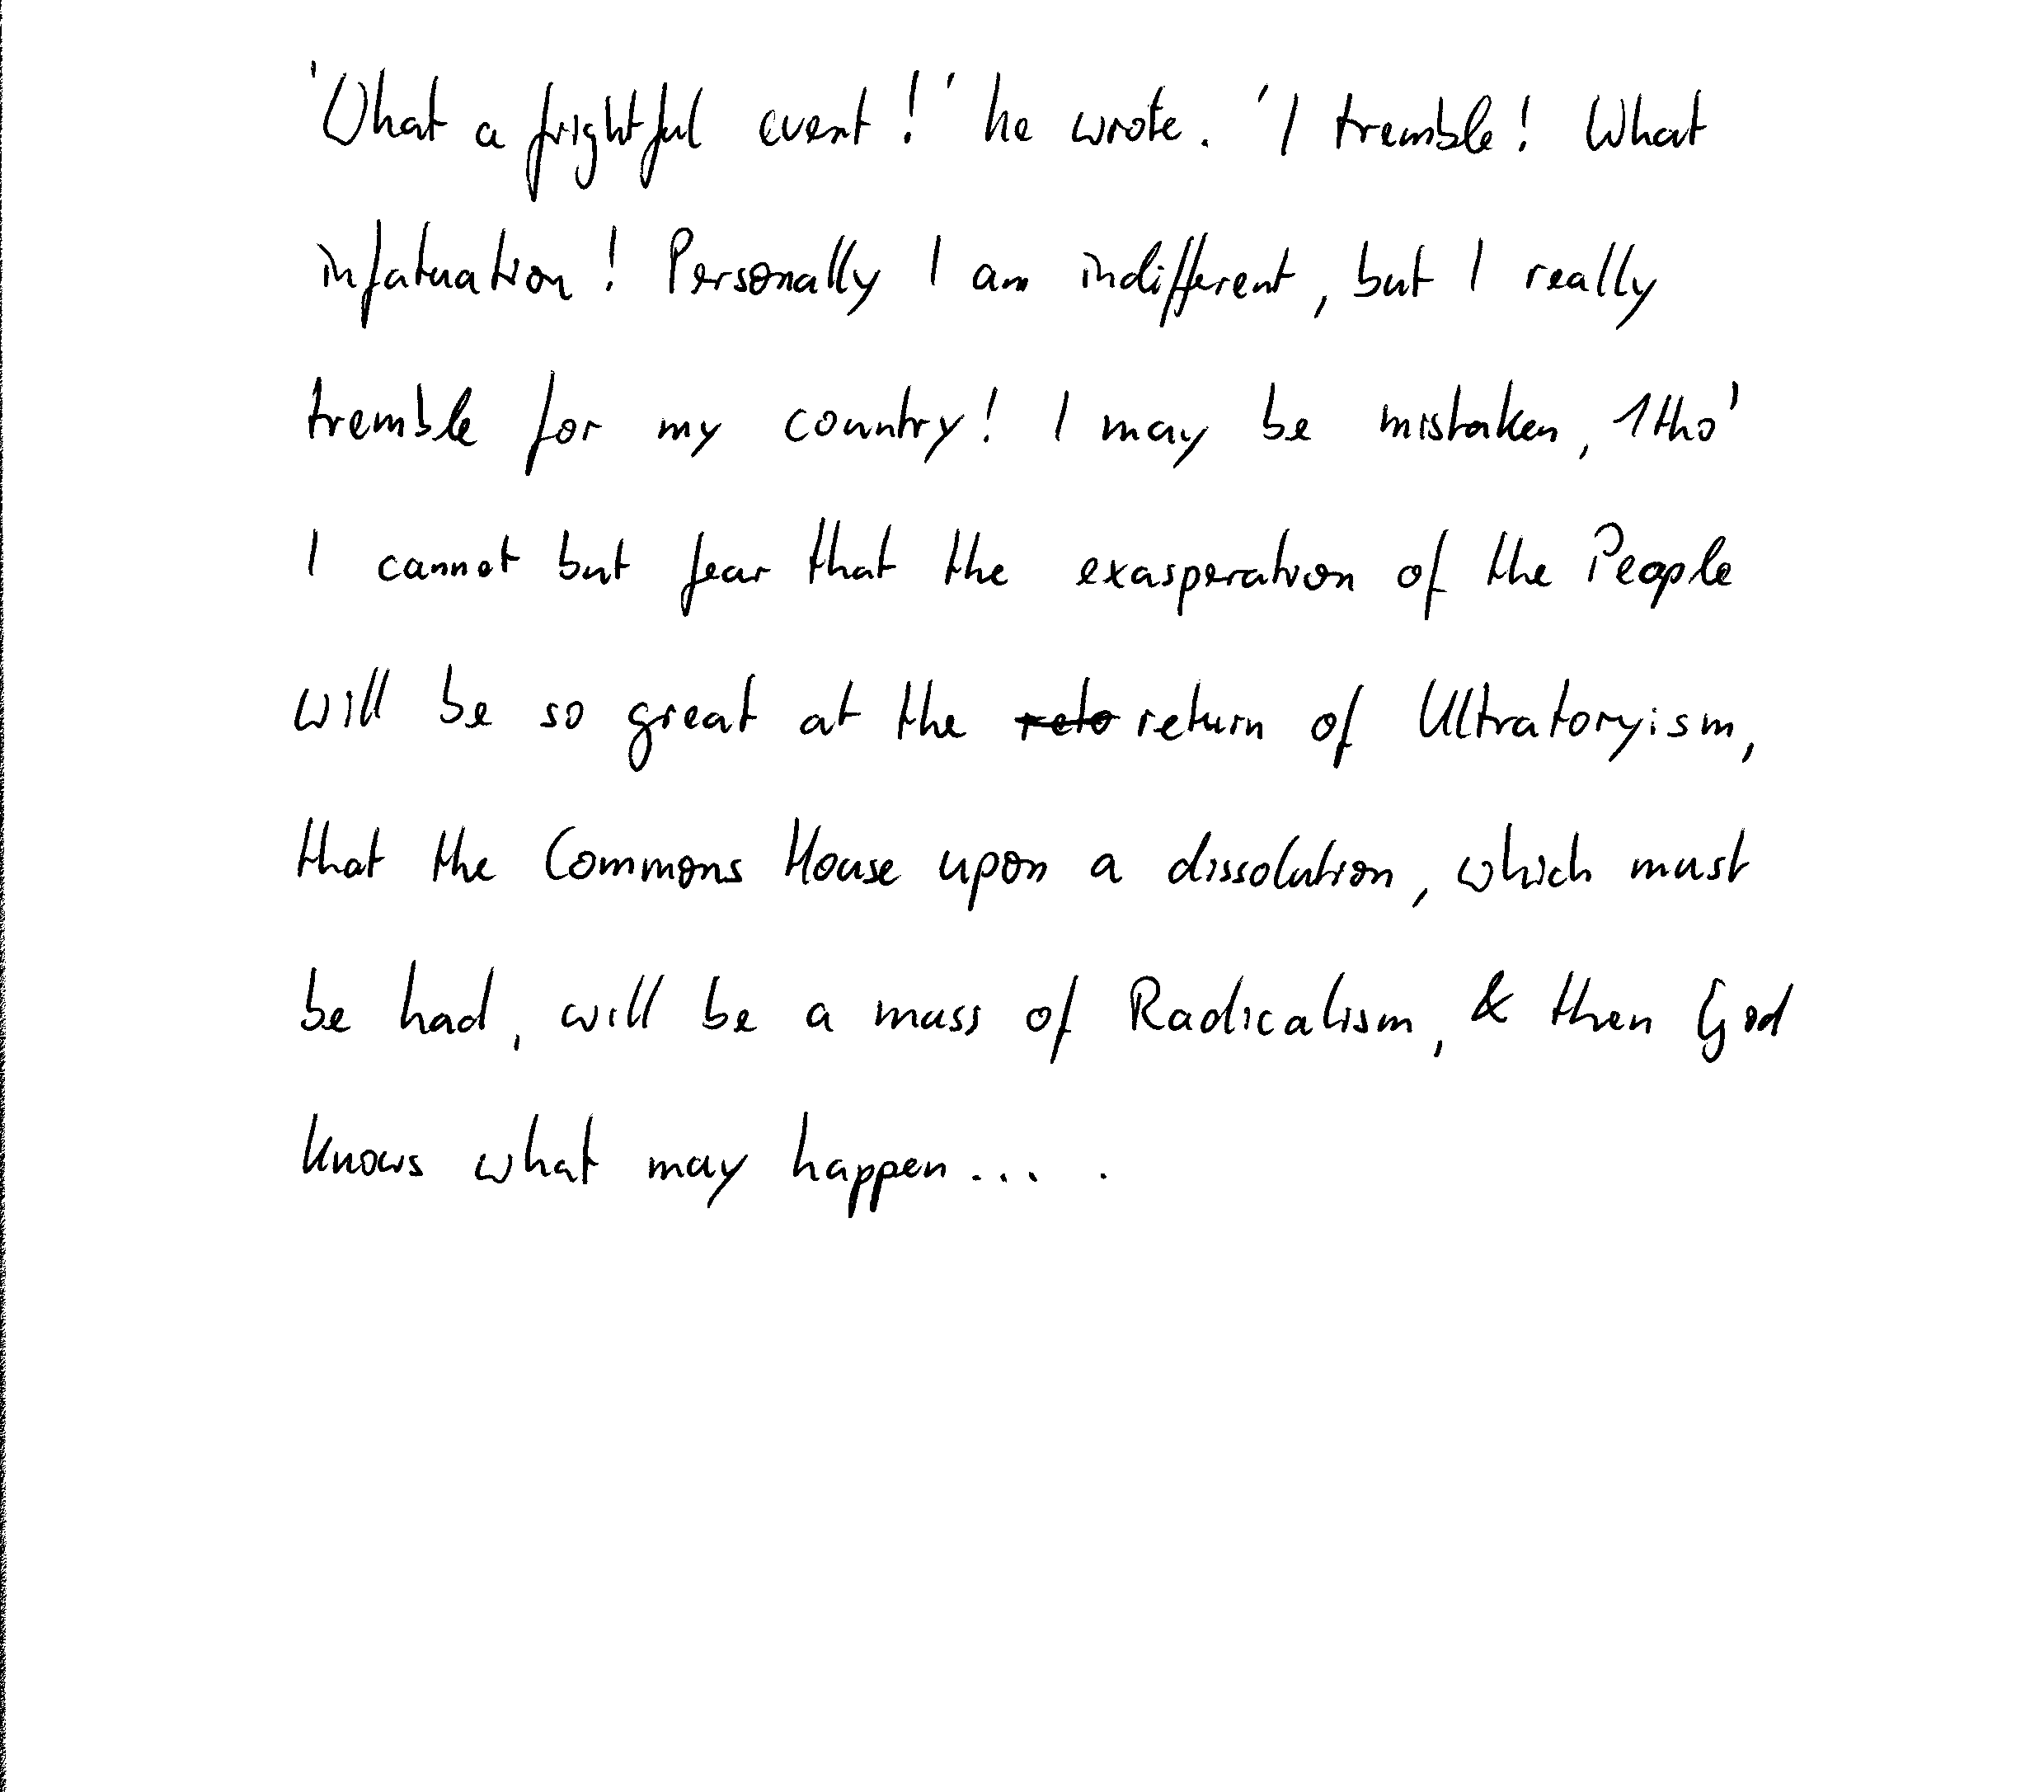 'What a frightful event!' he wrote. 'I tremble! What
infatuation! Personally I am indifferent, but I really
tremble for my country! I may be mistaken, 1tho'
I cannot but fear that the exasperation of the People
will be so great at the return of Ultratoryism,
that the Commons House upon a dissolution, which must
be had, will be a mass of Radicalism, & then God
knows what may happen... .